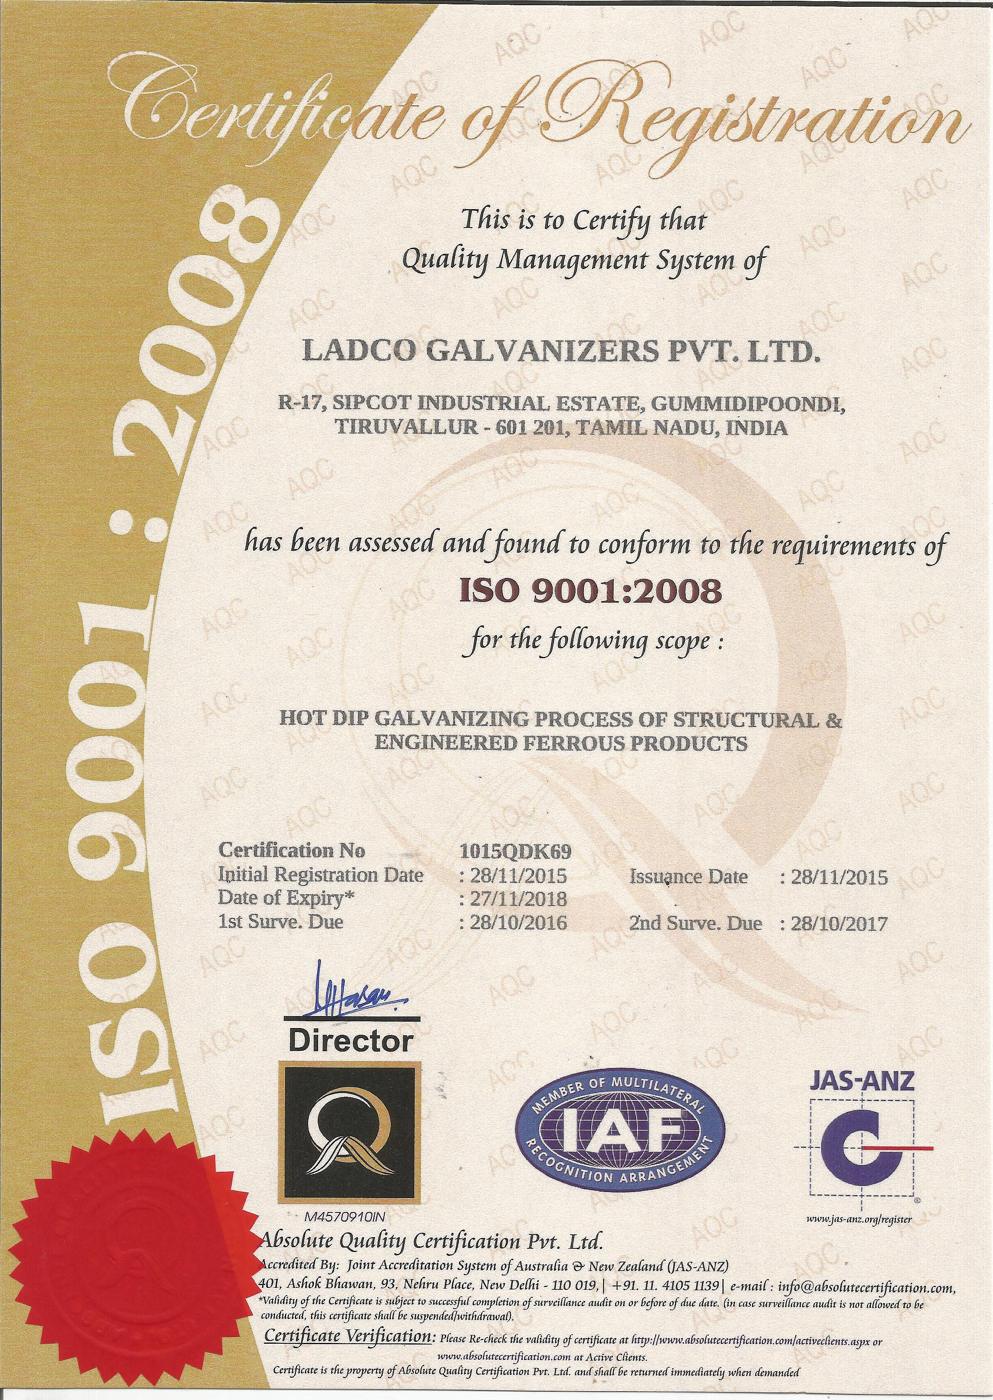 Certificate of Registration
ISO 9001 : 2008
This is to Certify that
Quality Management System of
LADCO GALVANIZERS PVT. LTD.
R-17, SIPCOT INDUSTRIAL ESTATE, GUMMIDIPOONDI,
TIRUVALLUR - 601 201, TAMIL NADU, INDIA
has been assessed and found to conform to the requirements of
ISO 9001:2008
for the following scope :
HOT DIP GALVANIZING PROCESS OF STRUCTURAL &
ENGINEERED FERROUS PRODUCTS
Certification No 1015QDK69
Initial Registration Date : 28/11/2015 Issuance Date : 28/11/2015
Date of Expiry* : 27/11/2018
1st Surve. Due : 28/10/2016 2nd Surve. Due : 28/10/2017
Director
MEMBER OF MULTILATERAL
IAF
RECOGNITION ARRANGEMENT
JAS-ANZ
®
www.jas-anz.org/register
M4570910IN
Absolute Quality Certification Pvt. Ltd.
Accredited By: Joint Accreditation System of Australia & New Zealand (JAS-ANZ)
401, Ashok Bhawan, 93, Nehru Place, New Delhi - 110 019,| +91. 11. 4105 1139| e-mail : info@absolutecertification.com,
*Validity of the Certificate is subject to successful completion of surveillance audit on or before of due date. (in case surveillance audit is not allowed to be
conduct, this certificate shall be suspended/withdrawal).
Certificate Verification: Please Re-check the validity of certificate at http://www.absolutecertification.com/activeclients.aspx or
www.absolutecertification.com at Active Clients.
Certificate is the property of Absolute Quality Certification Pvt. Ltd. and shall be returned immediately when demanded